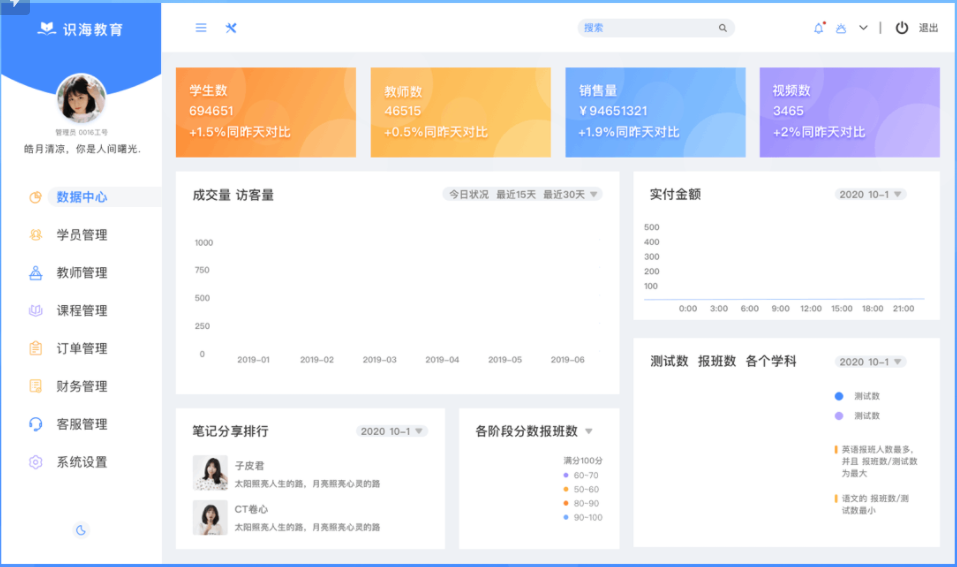 识海教育
搜索
退出
管理员 0016工号
皓月清凉，你是人间曙光.
数据中心
学员管理
教师管理
课程管理
订单管理
财务管理
客服管理
系统设置
学生数
694651
+1.5%同昨天对比
教师数
46515
+0.5%同昨天对比
销售量
￥94651321
+1.9%同昨天对比
视频数
3465
+2%同昨天对比
成交量 访客量
今日状况 最近15天 最近30天
1000
750
500
250
0
2019-01 2019-02 2019-03 2019-04 2019-05 2019-06
实付金额
2020 10-1
500
400
300
200
100
0:00 3:00 6:00 9:00 12:00 15:00 18:00 21:00
测试数 报班数 各个学科
2020 10-1
测试数
测试数
英语报班人数最多，
并且 报班数/测试数
为最大
语文的 报班数/测
试数最小
笔记分享排行
2020 10-1
子皮君
太阳照亮人生的路，月亮照亮心灵的路
CT卷心
太阳照亮人生的路，月亮照亮心灵的路
各阶段分数报班数
满分100分
60-70
50-60
80-90
90-100